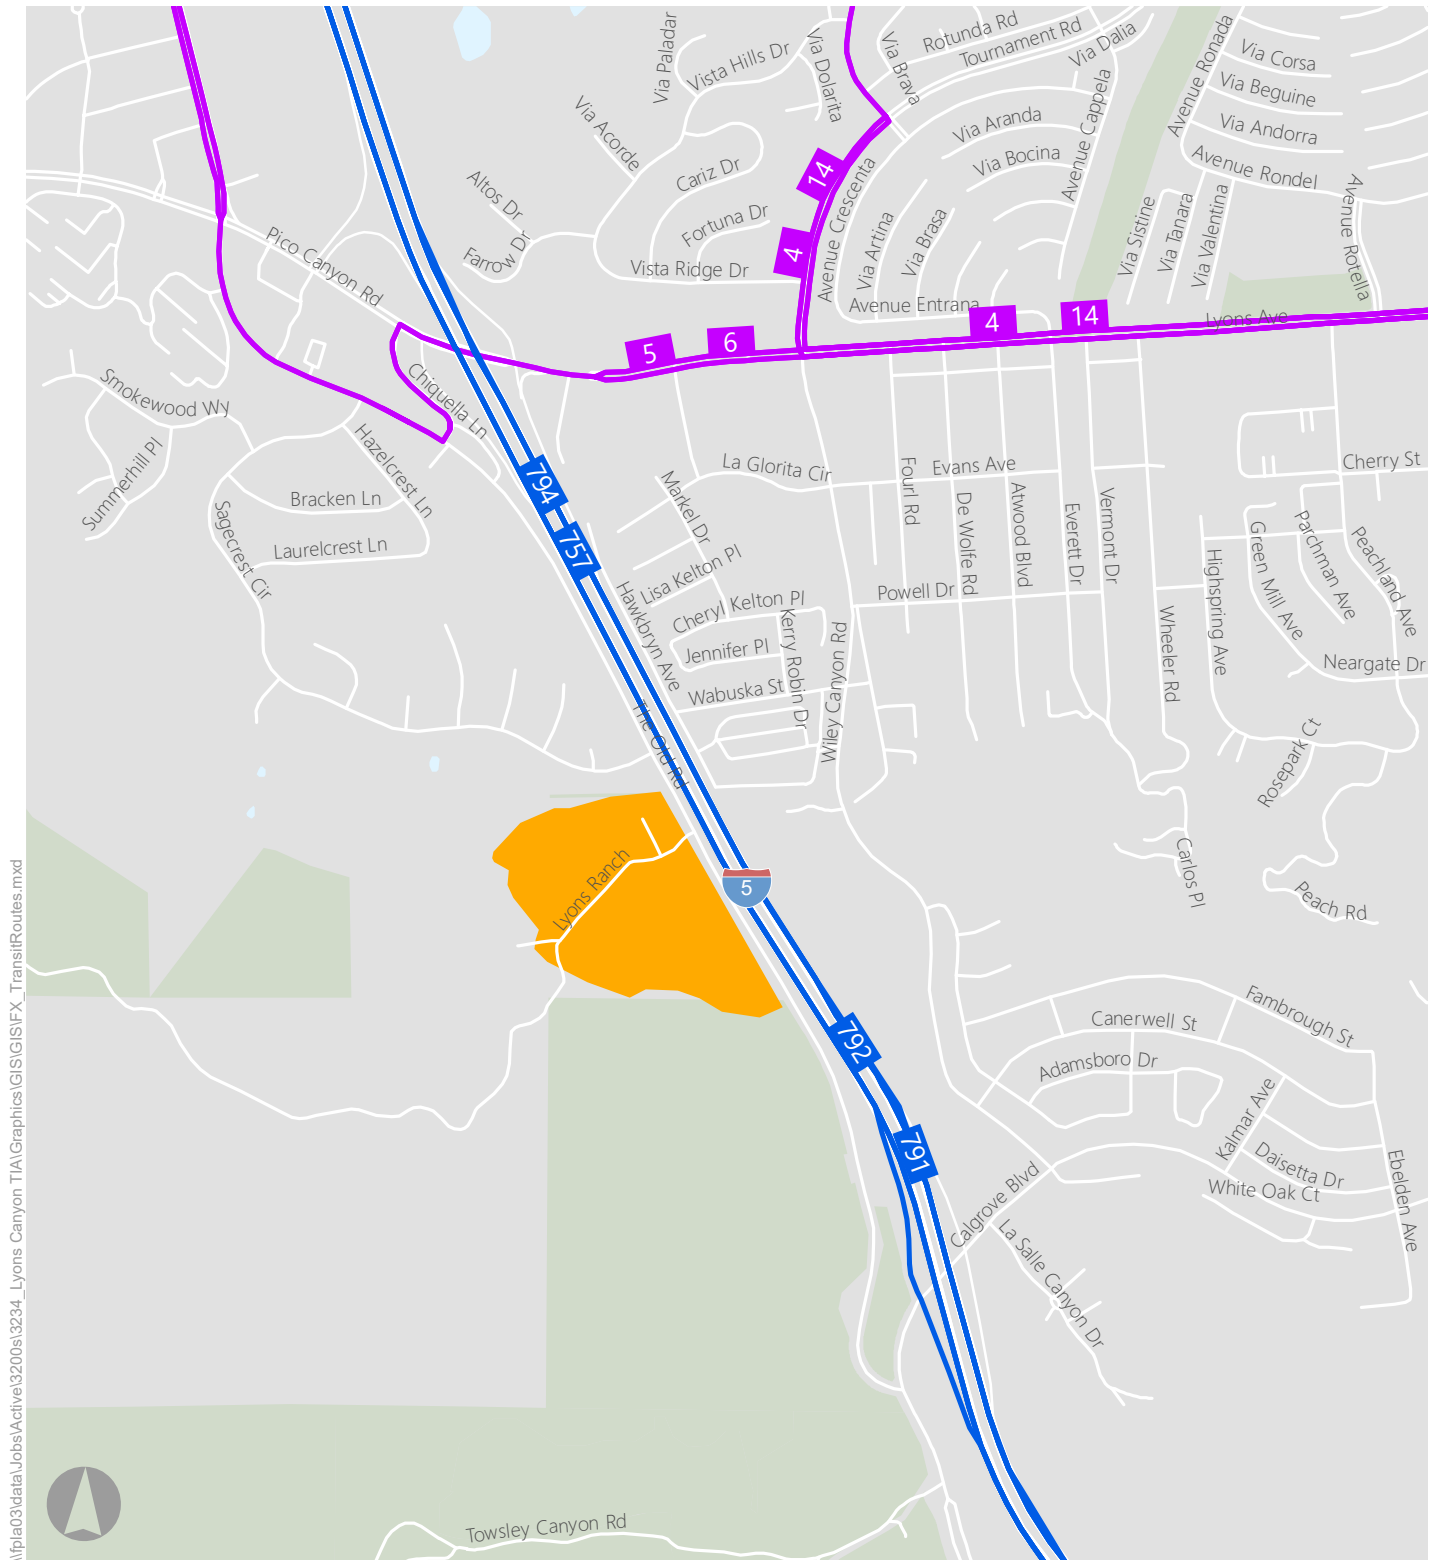 Rotunda Rd
Tournament Rd
Via Dalia
Avenue Ronada
Via Corsa
Via Paladar
Vista Hills Dr
Via Dolarita
Via Brava
Avenue Cappela
Via Beguine
Via Acorde
Via Aranda
Via Andorra
Cariz Dr
14
Avenue Crescenta
Via Bocina
Avenue Rondel
Altos Dr
Fortuna Dr
4
Via Artina
Via Brasa
Via Sistine
Via Tanara
Via Valentina
Avenue Rotella
Pico Canyon Rd
Farrow Dr
Vista Ridge Dr
Avenue Entrana
5
6
4
14
Lyons Ave
Chiquella Ln
Smokewood Wy
Summerhill Pl
Hazelcrest Ln
Bracken Ln
Sagecrest Cir
Laurelcrest Ln
794
757
La Glorita Cir
Markel Dr
Fourl Rd
Evans Ave
De Wolfe Rd
Atwood Blvd
Everett Dr
Vermont Dr
Cherry St
Green Mill Ave
Parchman Ave
Peachland Ave
Highspring Ave
Lisa Kelton Pl
Hawkbryn Ave
Cheryl Kelton Pl
Powell Dr
Wheeler Rd
Jennifer Pl
Kerry Robin Dr
Wiley Canyon Rd
Neargate Dr
Wabuska St
The Old Rd
Rosepark Ct
Carlos Pl
Peach Rd
Lyons Ranch
5
792
Canerwell St
Fambrough St
Adamsboro Dr
Kalmar Ave
791
Daisetta Dr
White Oak Ct
Ebelden Ave
Calgrove Blvd
La Salle Canyon Dr
Towsley Canyon Rd
\\fpla03\data\Jobs\Active\3200s\3234_Lyons Canyon TIA\Graphics\GIS\GIS\FX_TransitRoutes.mxd